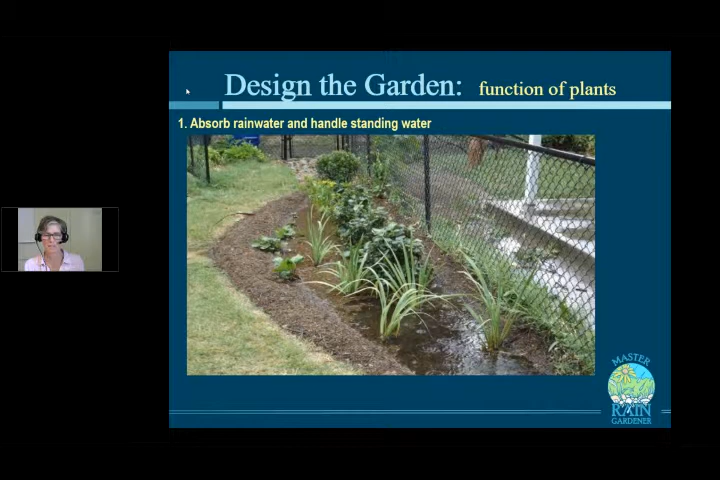 Design the Garden: function of plants
1. Absorb rainwater and handle standing water
MASTER
RAIN
GARDENER